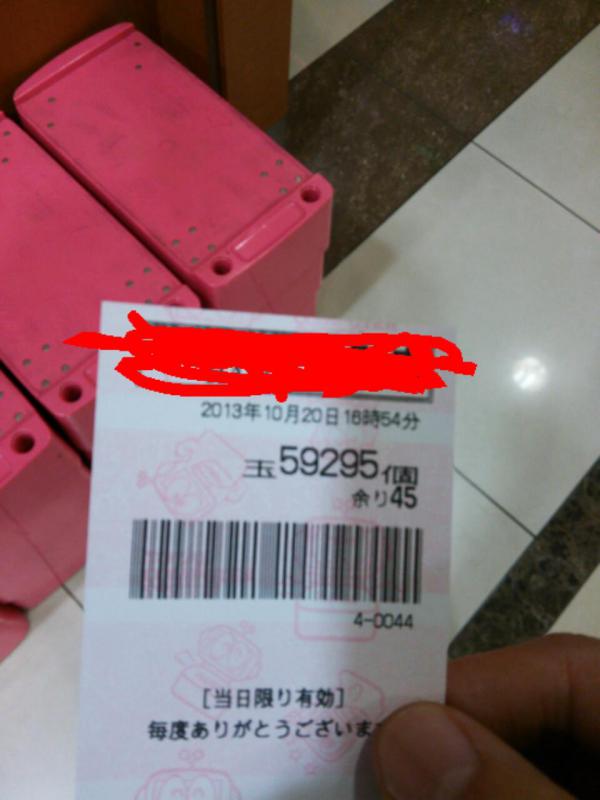 2013年10月20日16時54分
玉59295個
余り45
4-0044
[当日限り有効]
毎度ありがとうございま